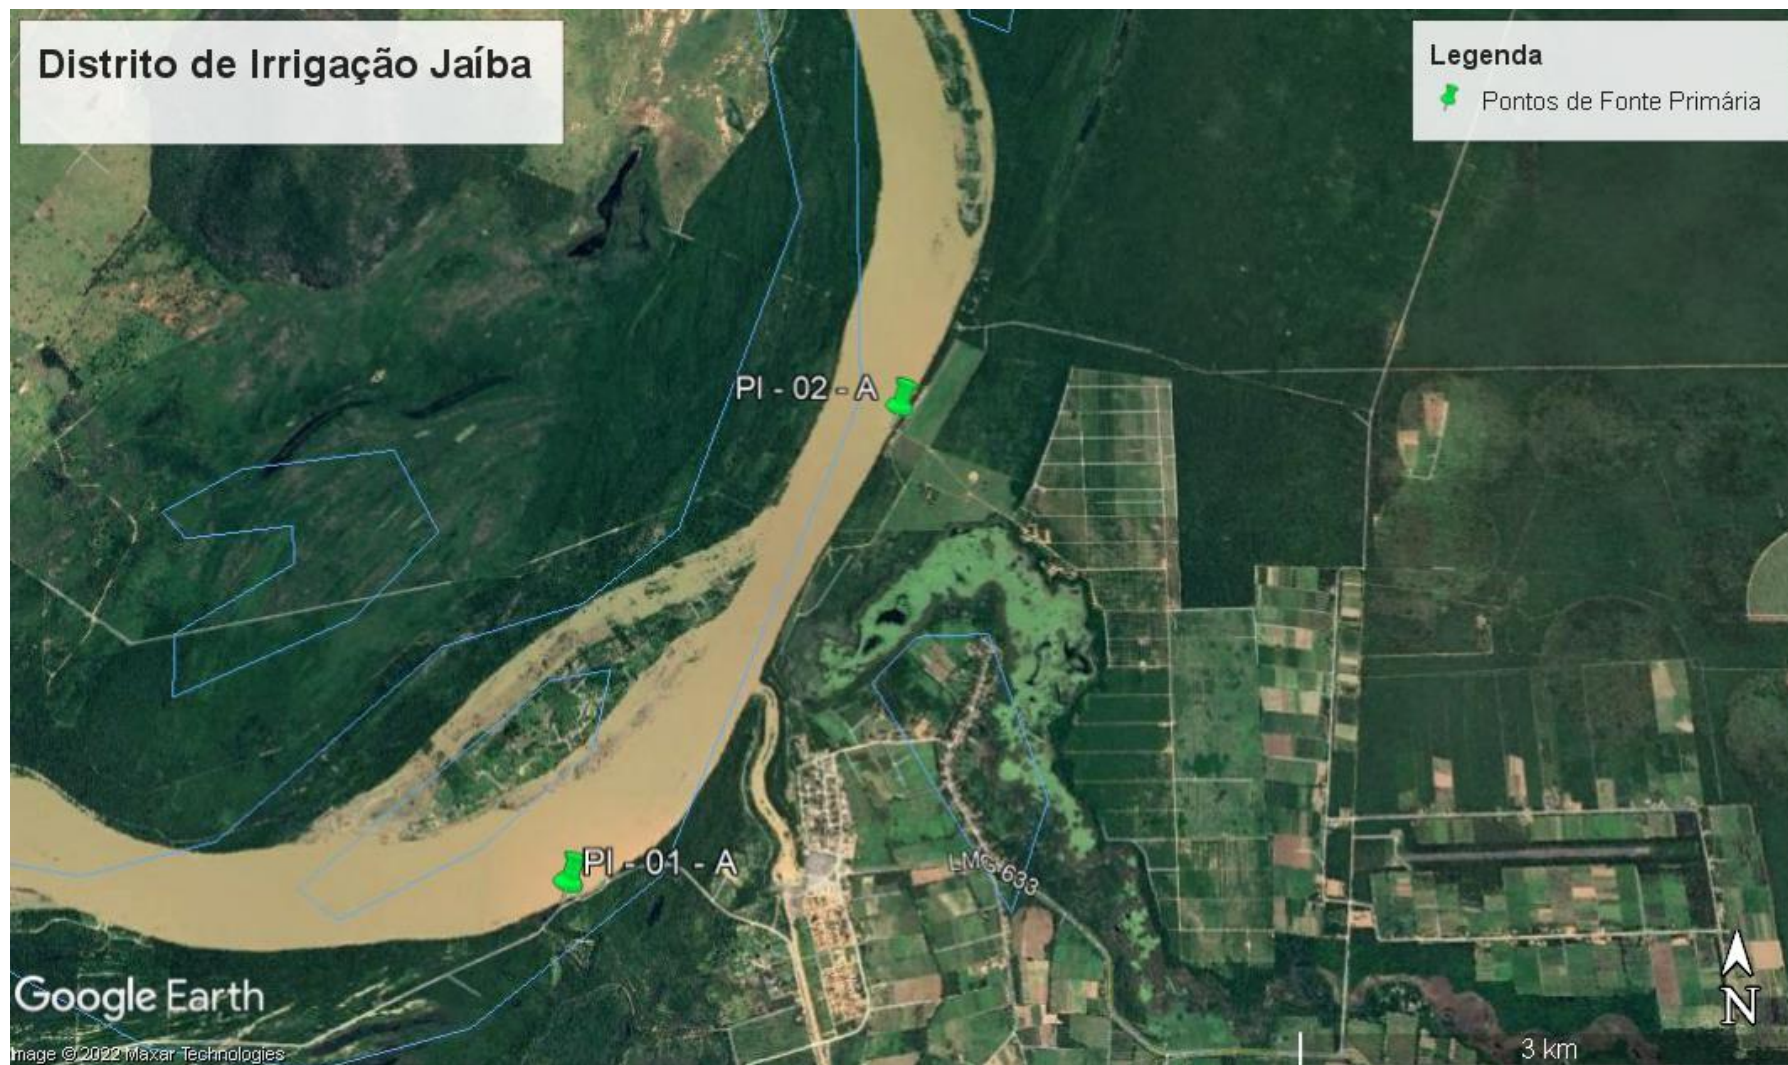 Distrito de Irrigação Jaíba
Legenda
Pontos de Fonte Primária
PI - 02 - A
PI - 01 - A
LMG-633
Google Earth
N
Image © 2022 Maxar Technologies
3 km